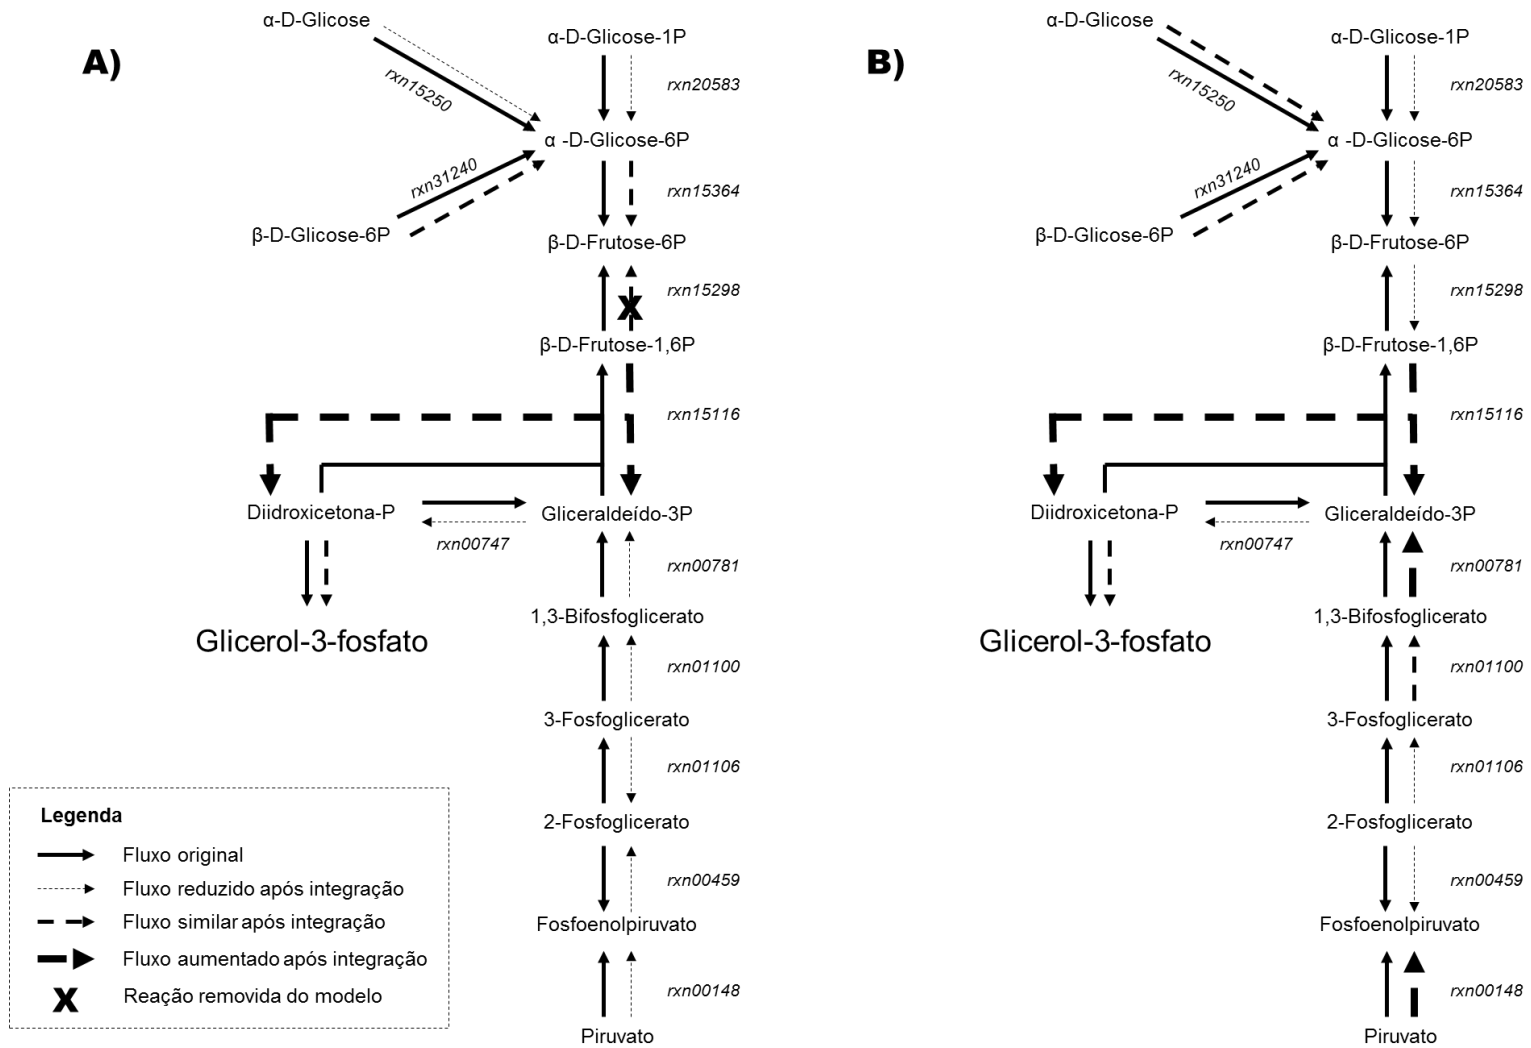 A)
α-D-Glicose
α-D-Glicose-1P
rxn15250
rxn20583
α -D-Glicose-6P
rxn31240
rxn15364
β-D-Glicose-6P
β-D-Frutose-6P
rxn15298
X
β-D-Frutose-1,6P
rxn15116
Diidroxicetona-P
Gliceraldeído-3P
rxn00747
rxn00781
1,3-Bifosfoglicerato
Glicerol-3-fosfato
rxn01100
3-Fosfoglicerato
rxn01106
2-Fosfoglicerato
rxn00459
Fosfoenolpiruvato
rxn00148
Piruvato
Legenda
Fluxo original
Fluxo reduzido após integração
Fluxo similar após integração
Fluxo aumentado após integração
X Reação removida do modelo
B)
α-D-Glicose
α-D-Glicose-1P
rxn15250
rxn20583
α -D-Glicose-6P
rxn31240
rxn15364
β-D-Glicose-6P
β-D-Frutose-6P
rxn15298
β-D-Frutose-1,6P
rxn15116
Diidroxicetona-P
Gliceraldeído-3P
rxn00747
rxn00781
1,3-Bifosfoglicerato
Glicerol-3-fosfato
rxn01100
3-Fosfoglicerato
rxn01106
2-Fosfoglicerato
rxn00459
Fosfoenolpiruvato
rxn00148
Piruvato